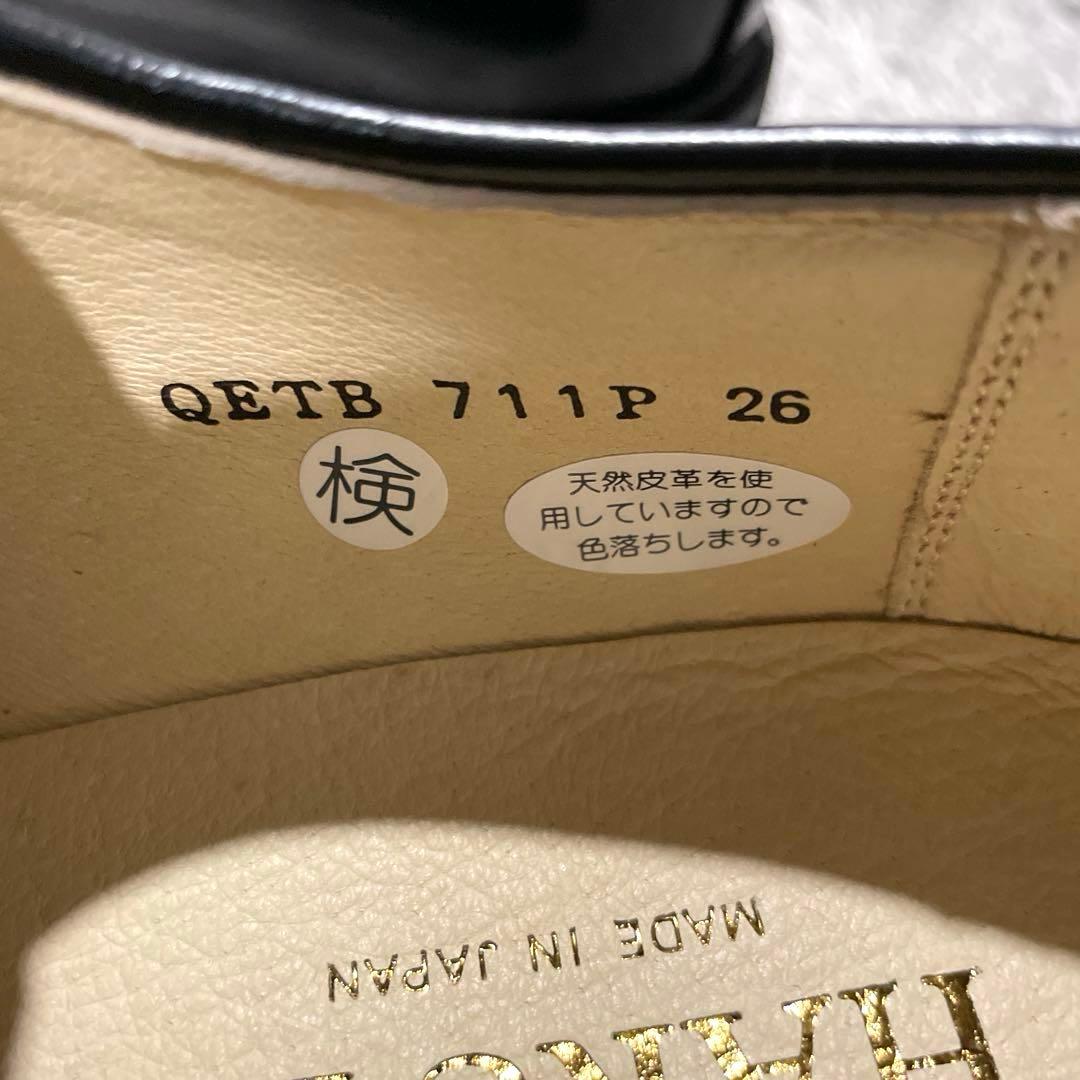 QETB 711P 26
検
天然皮革を使
用していますので
色落ちします。
MADE IN JAPAN